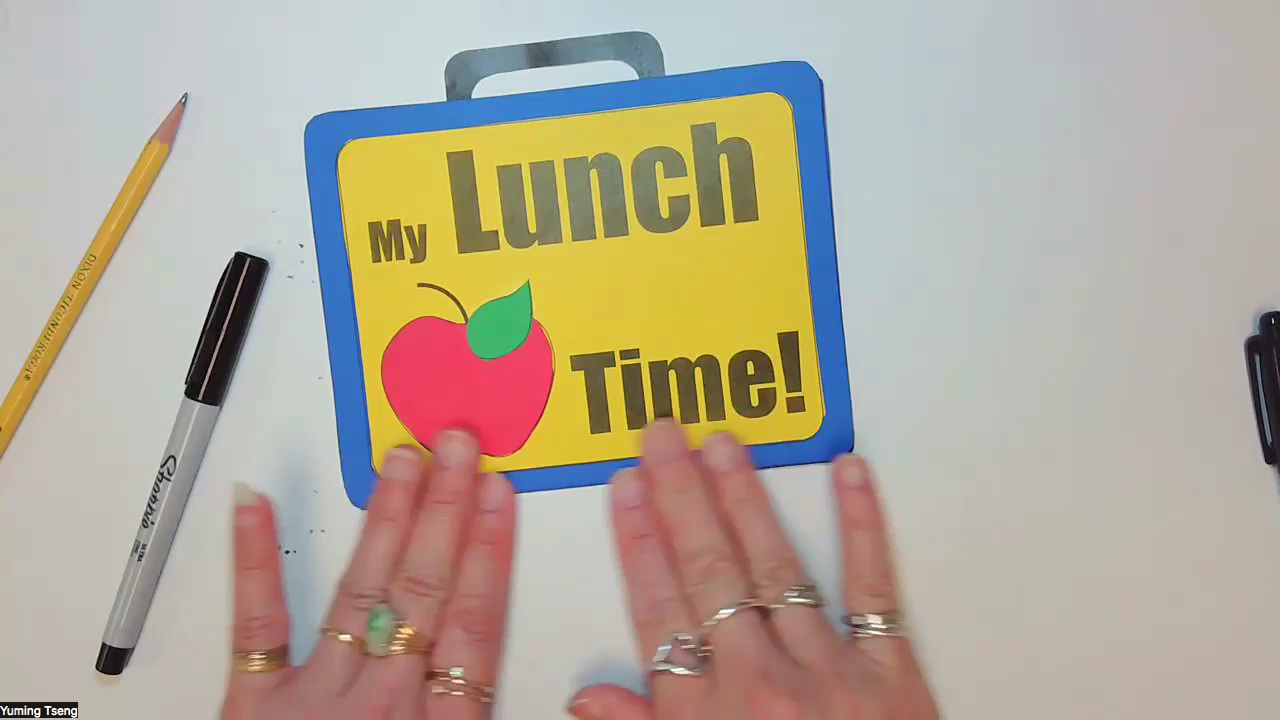 My Lunch
Time!
DIXON TICONDEROGA
Sharpie
Yuming Tseng